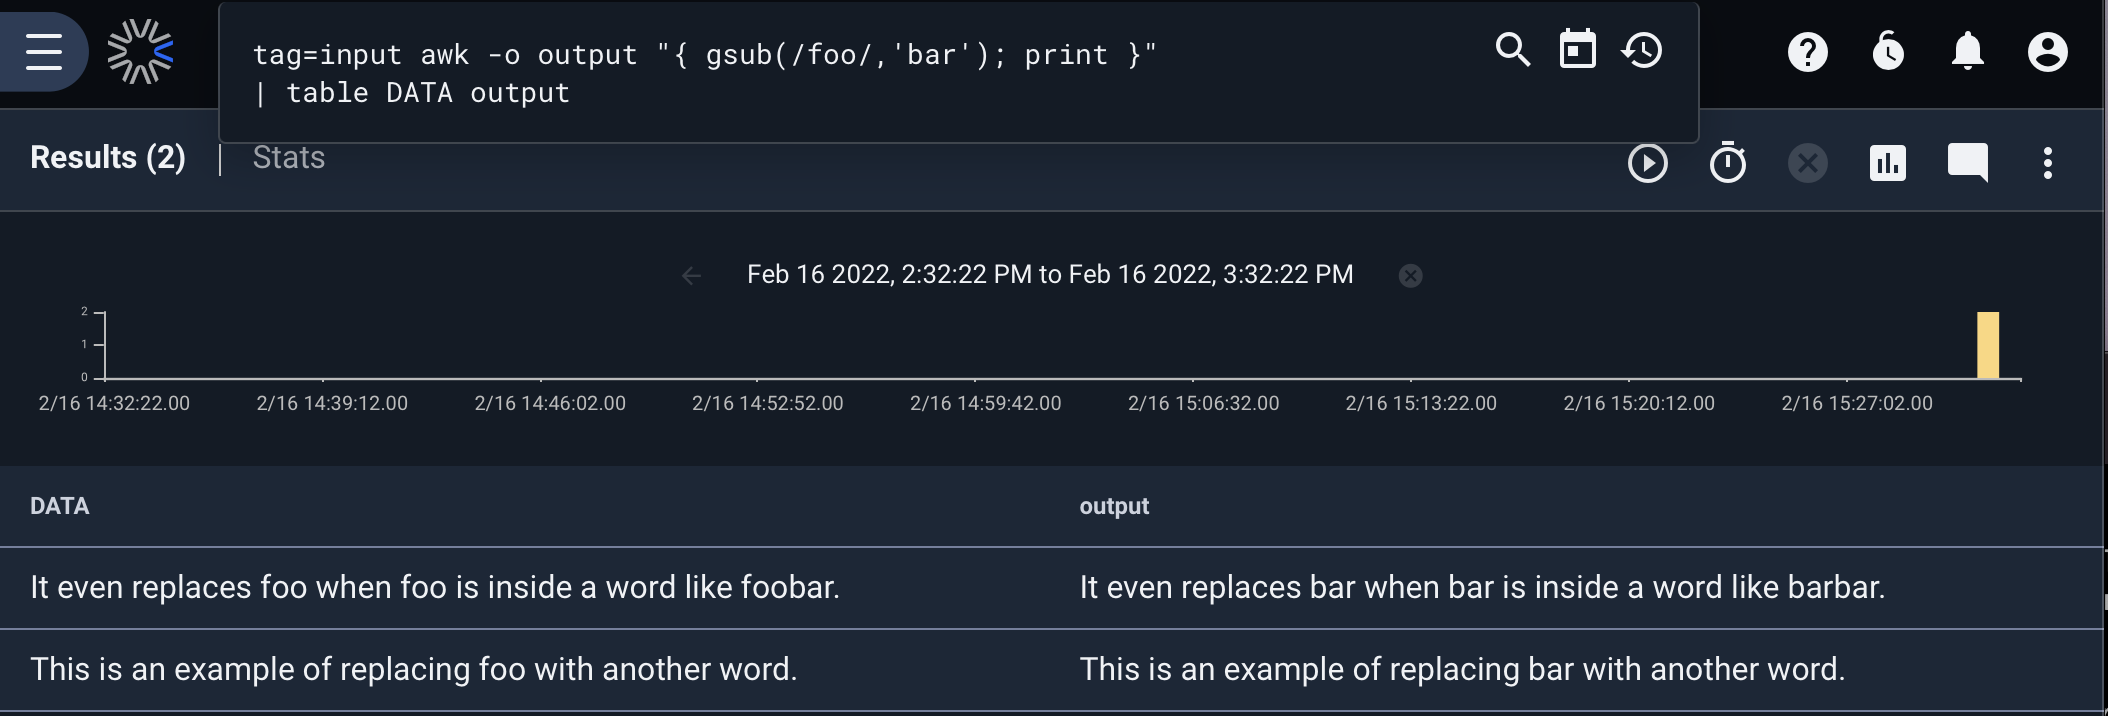 tag=input awk -o output "{ gsub(/foo/,'bar'); print }"
| table DATA output
Results (2) | Stats
Feb 16 2022, 2:32:22 PM to Feb 16 2022, 3:32:22 PM
2
1
0
2/16 14:32:22.00 2/16 14:39:12.00 2/16 14:46:02.00 2/16 14:52:52.00 2/16 14:59:42.00 2/16 15:06:32.00 2/16 15:13:22.00 2/16 15:20:12.00 2/16 15:27:02.00
DATA output
It even replaces foo when foo is inside a word like foobar. It even replaces bar when bar is inside a word like barbar.
This is an example of replacing foo with another word. This is an example of replacing bar with another word.